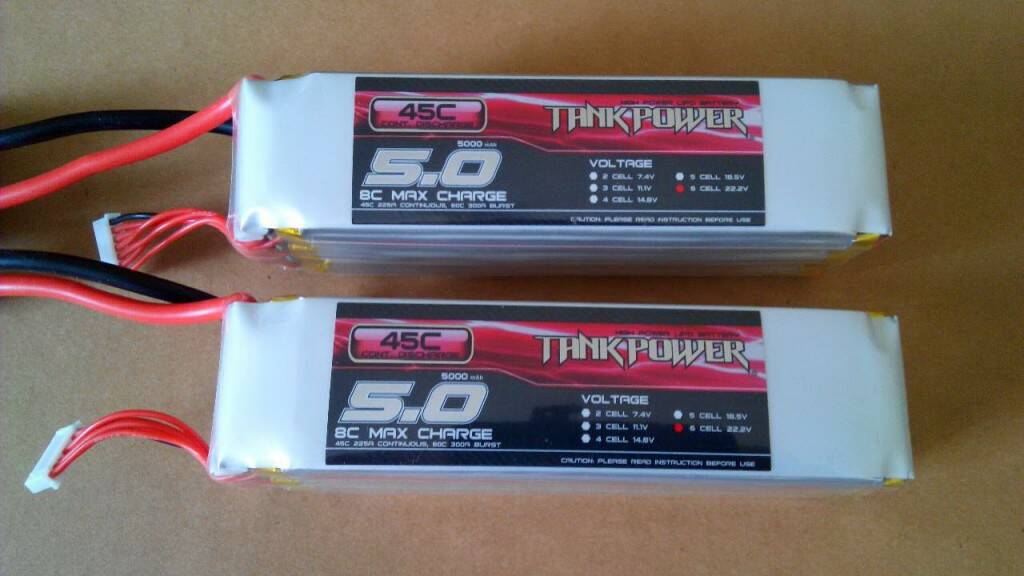 45C
CONT. DISCHARGE
HIGH POWER LIPO BATTERY
TANKPOWER
5000 mAh
5.0
8C MAX CHARGE
45C 225A CONTINUOUS, 60C 300A BURST
VOLTAGE
2 CELL 7.4V
3 CELL 11.1V
4 CELL 14.8V
5 CELL 18.5V
6 CELL 22.2V
CAUTION: PLEASE READ INSTRUCTION BEFORE USE
45C
CONT. DISCHARGE
HIGH POWER LIPO BATTERY
TANKPOWER
5000 mAh
5.0
8C MAX CHARGE
45C 225A CONTINUOUS, 60C 300A BURST
VOLTAGE
2 CELL 7.4V
3 CELL 11.1V
4 CELL 14.8V
5 CELL 18.5V
6 CELL 22.2V
CAUTION: PLEASE READ INSTRUCTION BEFORE USE